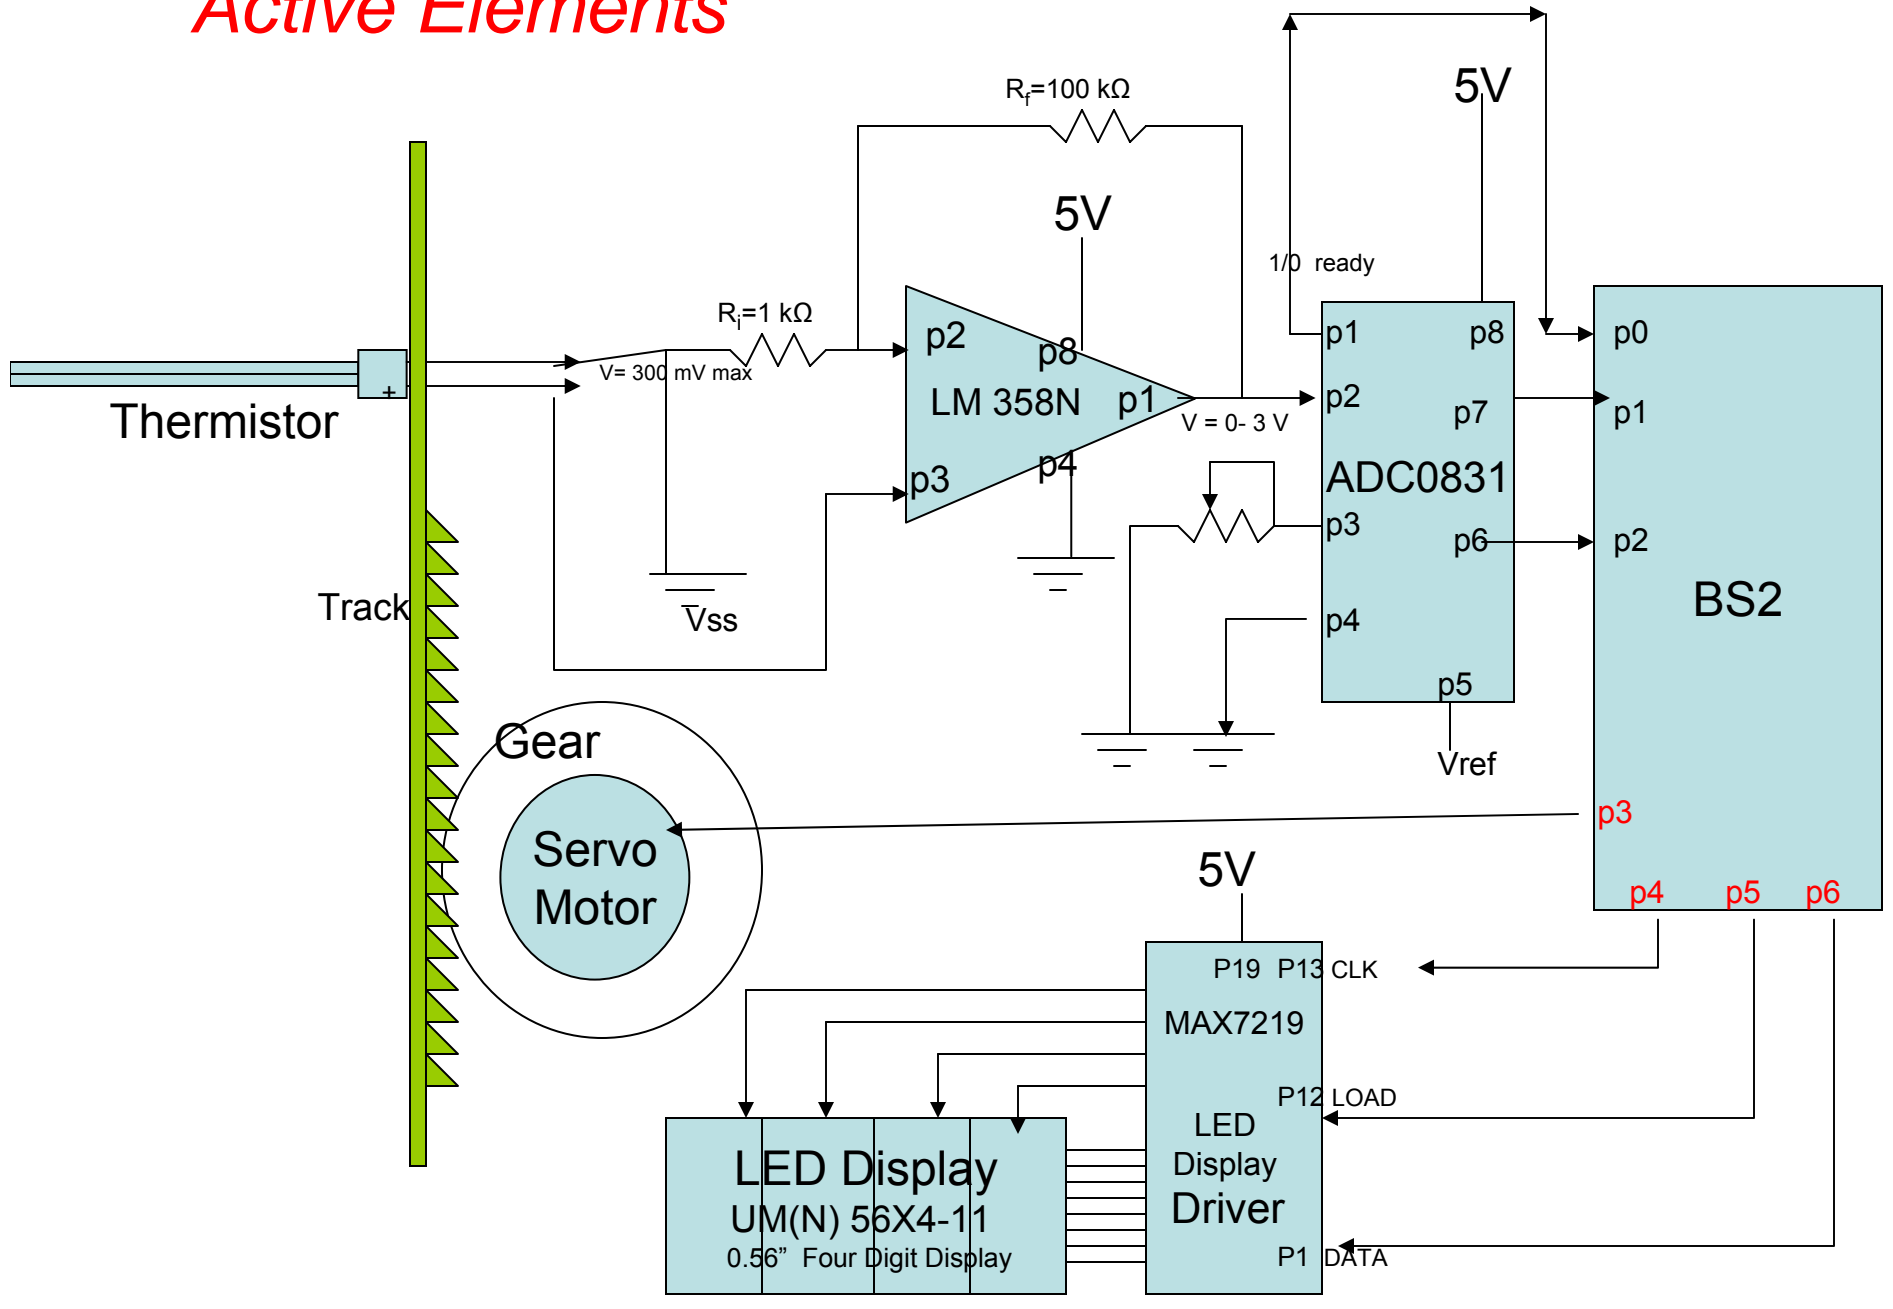 Active Elements
Rf=100 kΩ
5V
5V
1/0 ready
Ri=1 kΩ
V= 300 mV max
+
Thermistor
p2
p8
LM 358N
p1
p4
p3
V = 0- 3 V
p1
p8
p2
p7
ADC0831
p3
p6
p4
p5
Vref
p0
p1
p2
BS2
p3
p4
p5
p6
Track
Vss
Gear
Servo
Motor
5V
P19
P13 CLK
MAX7219
P12 LOAD
LED
Display
Driver
P1 DATA
LED Display
UM(N) 56X4-11
0.56” Four Digit Display